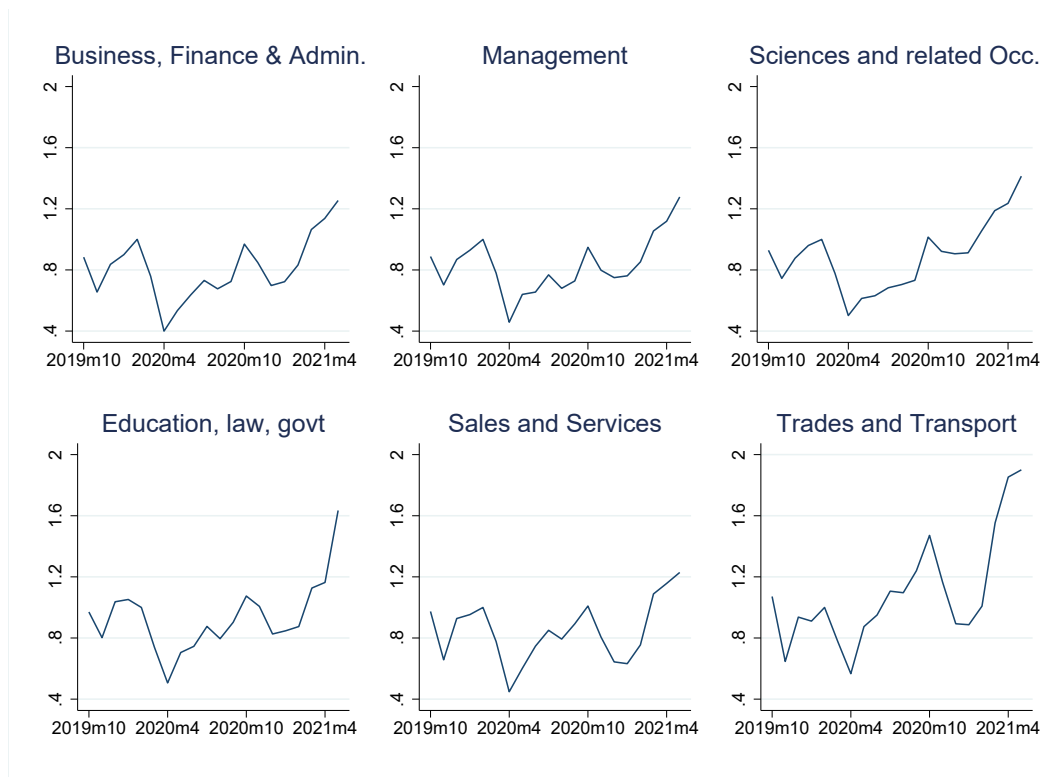 Business, Finance & Admin.
2
1.6
1.2
.8
.4
2019m10 2020m4 2020m10 2021m4
Management
2
1.6
1.2
.8
.4
2019m10 2020m4 2020m10 2021m4
Sciences and related Occ.
2
1.6
1.2
.8
.4
2019m10 2020m4 2020m10 2021m4
Education, law, govt
2
1.6
1.2
.8
.4
2019m10 2020m4 2020m10 2021m4
Sales and Services
2
1.6
1.2
.8
.4
2019m10 2020m4 2020m10 2021m4
Trades and Transport
2
1.6
1.2
.8
.4
2019m10 2020m4 2020m10 2021m4